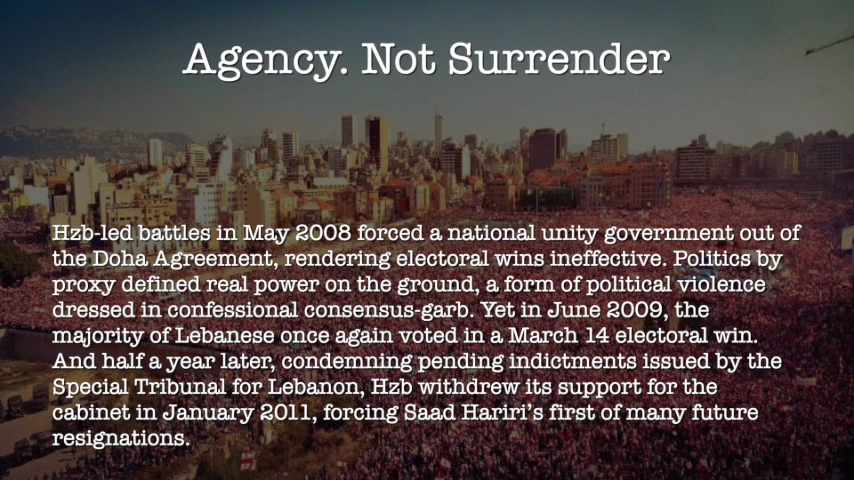 Agency. Not Surrender
Hzb-led battles in May 2008 forced a national unity government out of
the Doha Agreement, rendering electoral wins ineffective. Politics by
proxy defined real power on the ground, a form of political violence
dressed in confessional consensus-garb. Yet in June 2009, the
majority of Lebanese once again voted in a March 14 electoral win.
And half a year later, condemning pending indictments issued by the
Special Tribunal for Lebanon, Hzb withdrew its support for the
cabinet in January 2011, forcing Saad Hariri’s first of many future
resignations.